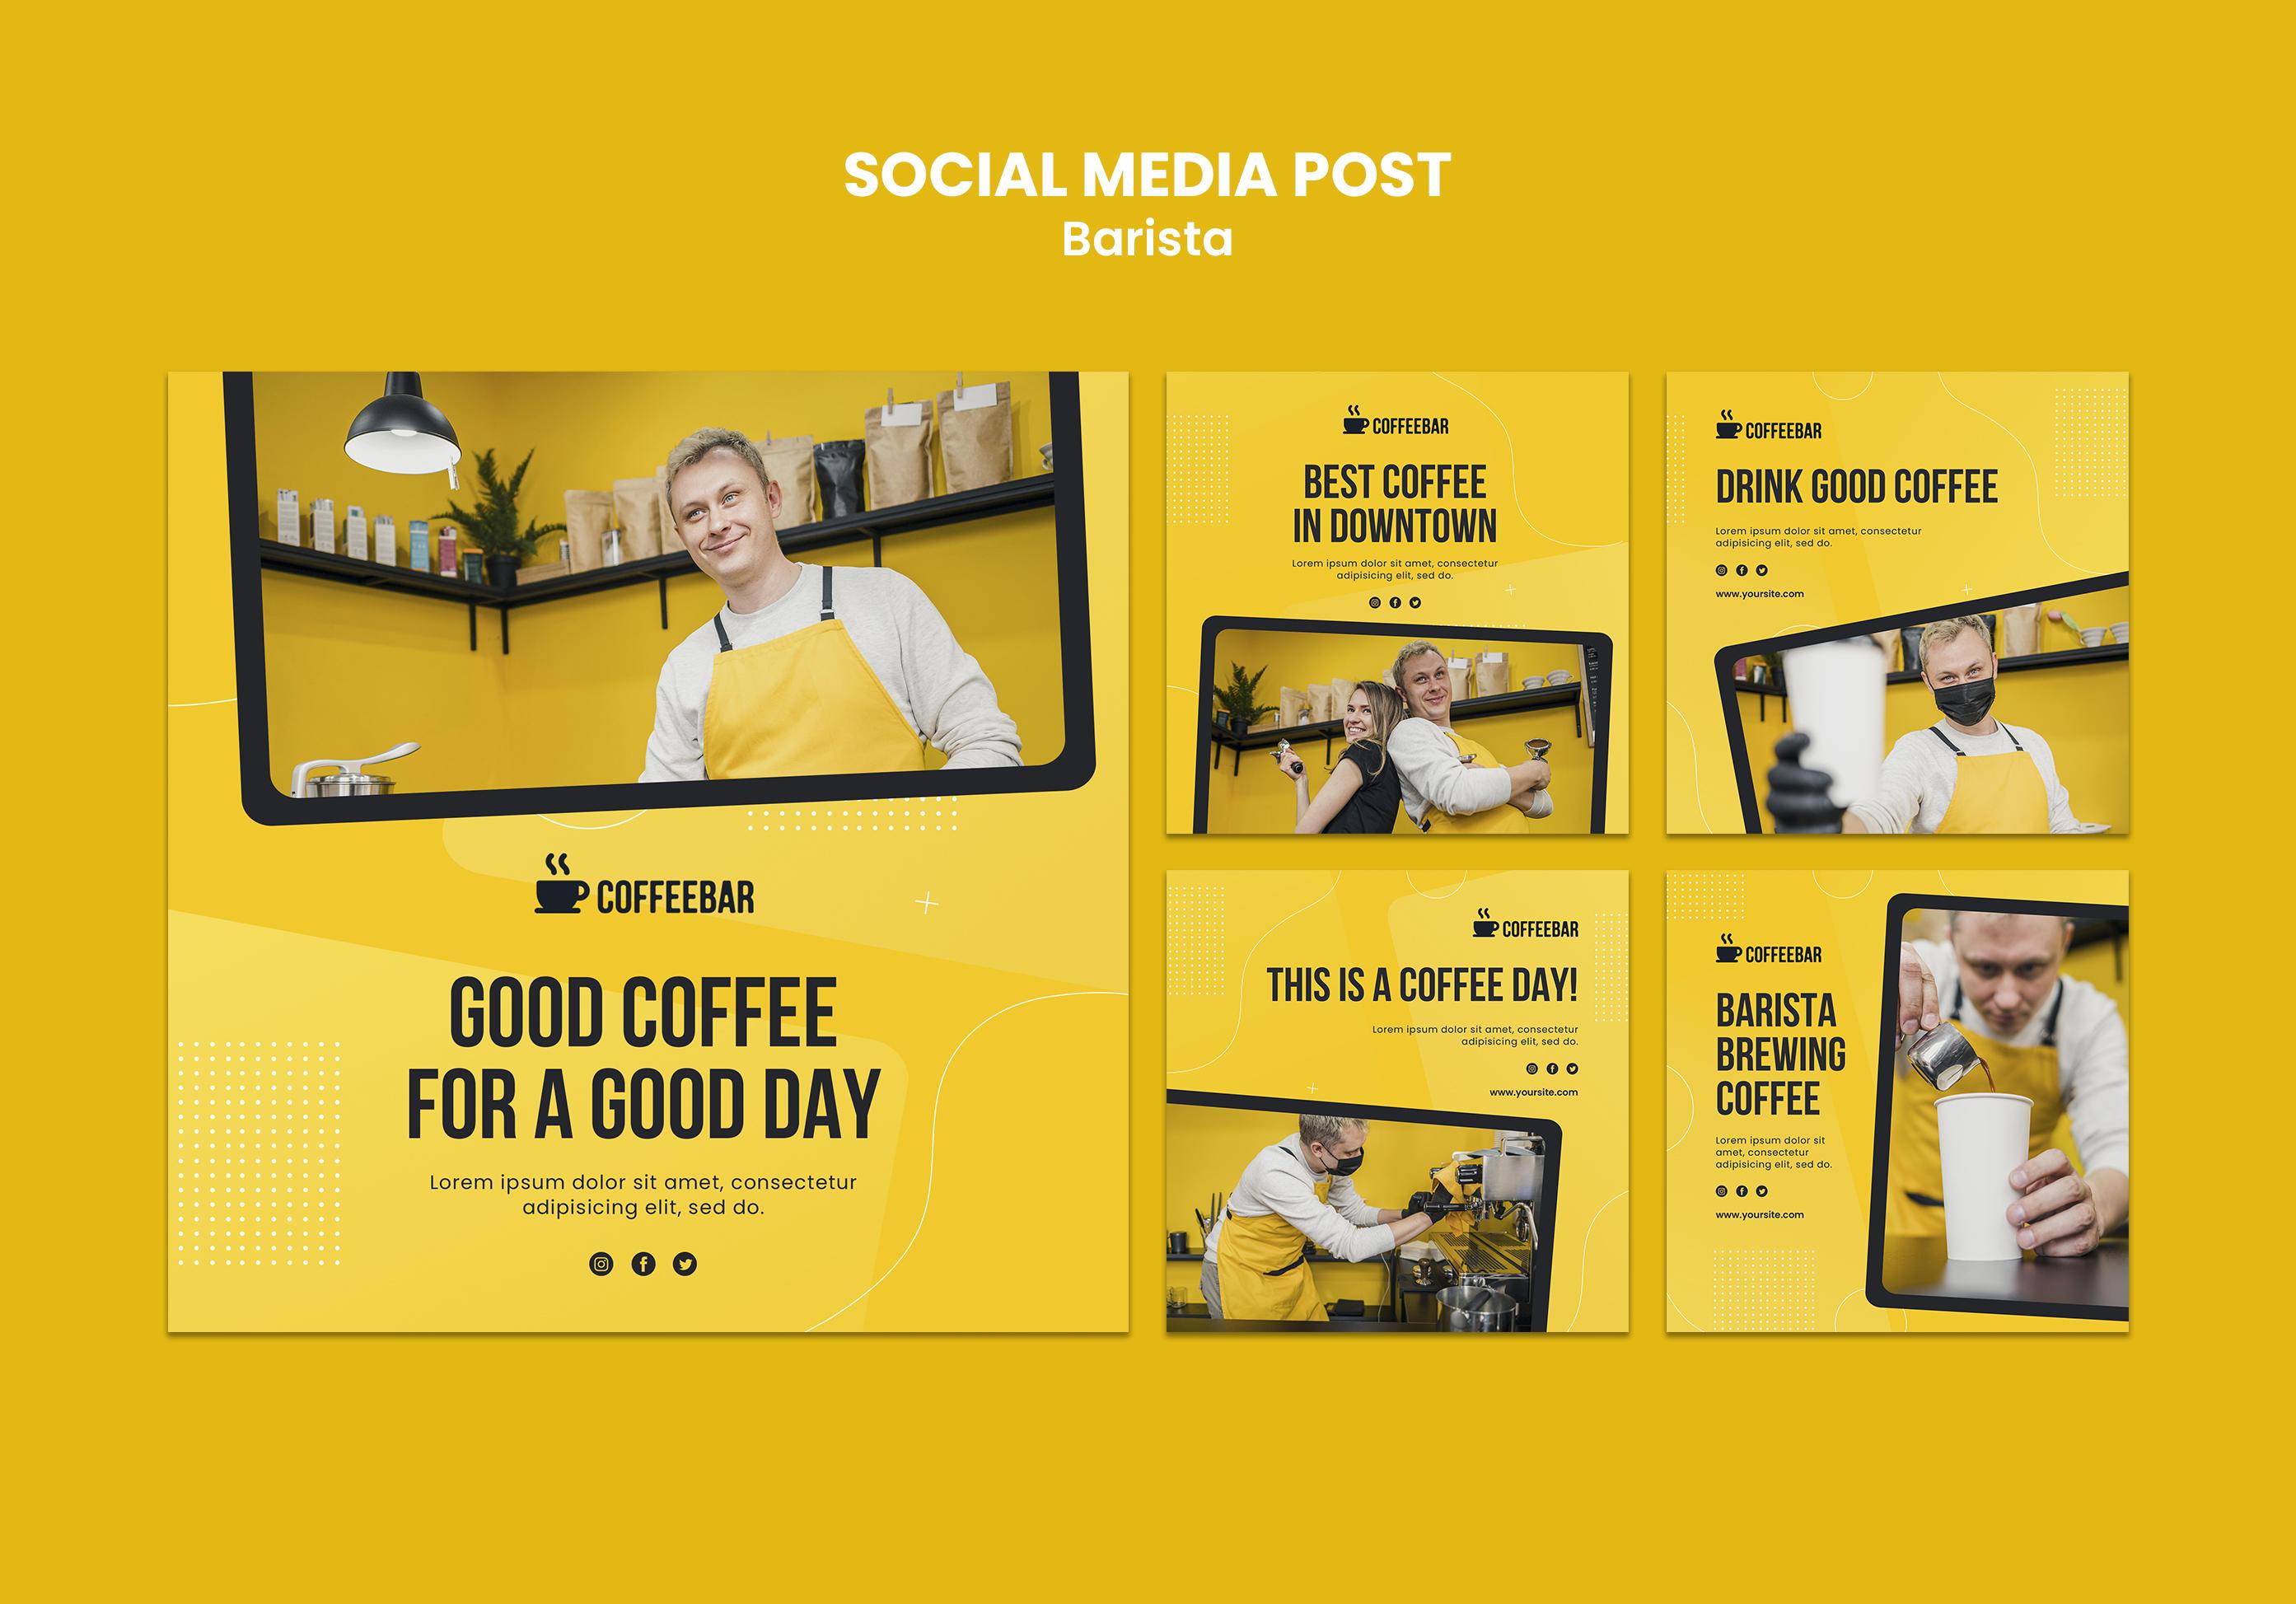 SOCIAL MEDIA POST
Barista
COFFEEBAR
GOOD COFFEE
FOR A GOOD DAY
Lorem ipsum dolor sit amet, consectetur
adipisicing elit, sed do.
COFFEEBAR
BEST COFFEE
IN DOWNTOWN
Lorem ipsum dolor sit amet, consectetur
adipisicing elit, sed do.
COFFEEBAR
DRINK GOOD COFFEE
Lorem ipsum dolor sit amet, consectetur
adipisicing elit, sed do.
www.yoursite.com
COFFEEBAR
THIS IS A COFFEE DAY!
Lorem ipsum dolor sit amet, consectetur
adipisicing elit, sed do.
www.yoursite.com
COFFEEBAR
BARISTA
BREWING
COFFEE
Lorem ipsum dolor sit
amet, consectetur
adipisicing elit, sed do.
www.yoursite.com